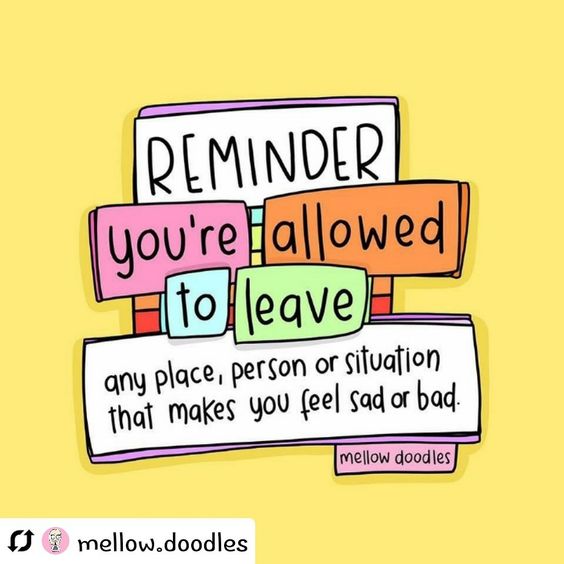 REMINDER
you're allowed
to leave
any place, person or situation
that makes you feel sad or bad.
mellow doodles
mellow.doodles